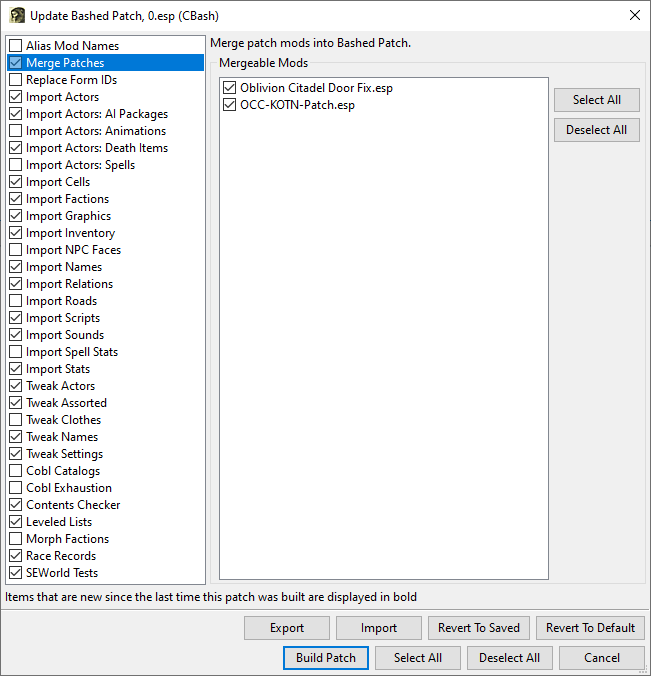 Update Bashed Patch, 0.esp (CBash)
Alias Mod Names
Merge Patches
Replace Form IDs
Import Actors
Import Actors: AI Packages
Import Actors: Animations
Import Actors: Death Items
Import Actors: Spells
Import Cells
Import Factions
Import Graphics
Import Inventory
Import NPC Faces
Import Names
Import Relations
Import Roads
Import Scripts
Import Sounds
Import Spell Stats
Import Stats
Tweak Actors
Tweak Assorted
Tweak Clothes
Tweak Names
Tweak Settings
Cobl Catalogs
Cobl Exhaustion
Contents Checker
Leveled Lists
Morph Factions
Race Records
SEWorld Tests
Merge patch mods into Bashed Patch.
Mergeable Mods
Oblivion Citadel Door Fix.esp
OCC-KOTN-Patch.esp
Select All
Deselect All
Items that are new since the last time this patch was built are displayed in bold
Export Import Revert To Saved Revert To Default
Build Patch Select All Deselect All Cancel